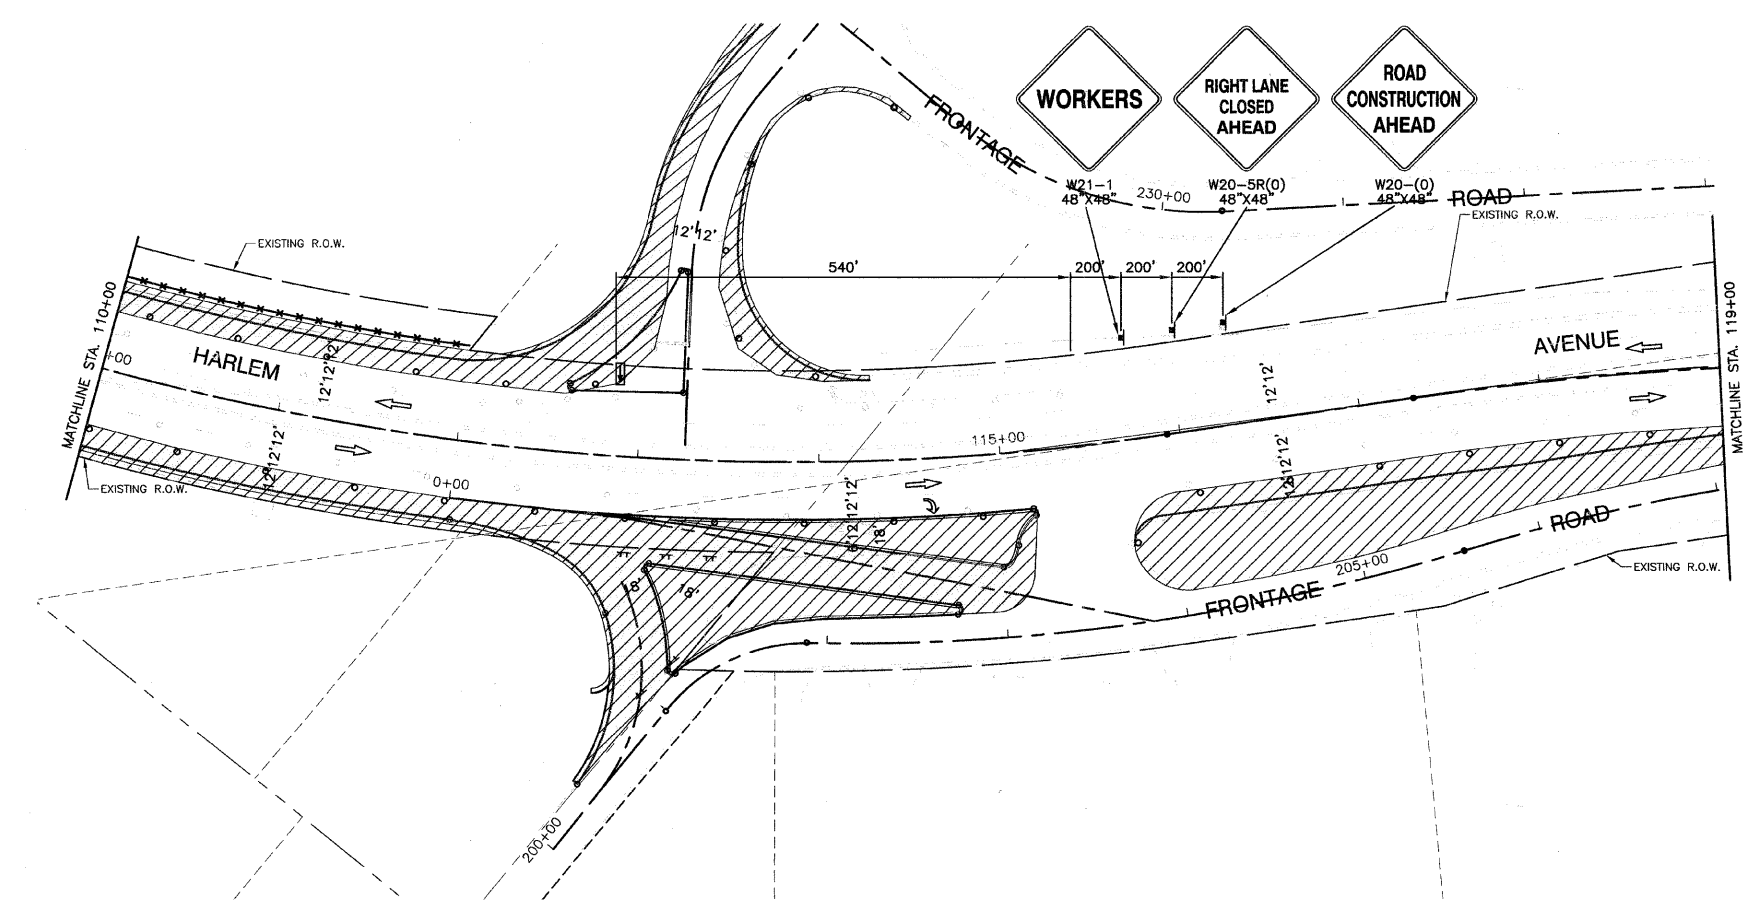 WORKERS
RIGHT LANE
CLOSED
AHEAD
ROAD
CONSTRUCTION
AHEAD
W21-1
48"X48"
W20-5R(0)
48"X48"
W20-(0)
48"X48"
FRONTAGE
230+00
ROAD
EXISTING R.O.W.
EXISTING R.O.W.
12' 12'
540'
200'
200'
200'
MATCHLINE STA. 110+00
+00
HARLEM
12'12'12'
AVENUE
12'12'
MATCHLINE STA. 119+00
115+00
12'12'12'
EXISTING R.O.W.
0+00
12'12'
18'
12'12'
18'
18'
ROAD
205+00
FRONTAGE
EXISTING R.O.W.
200+00